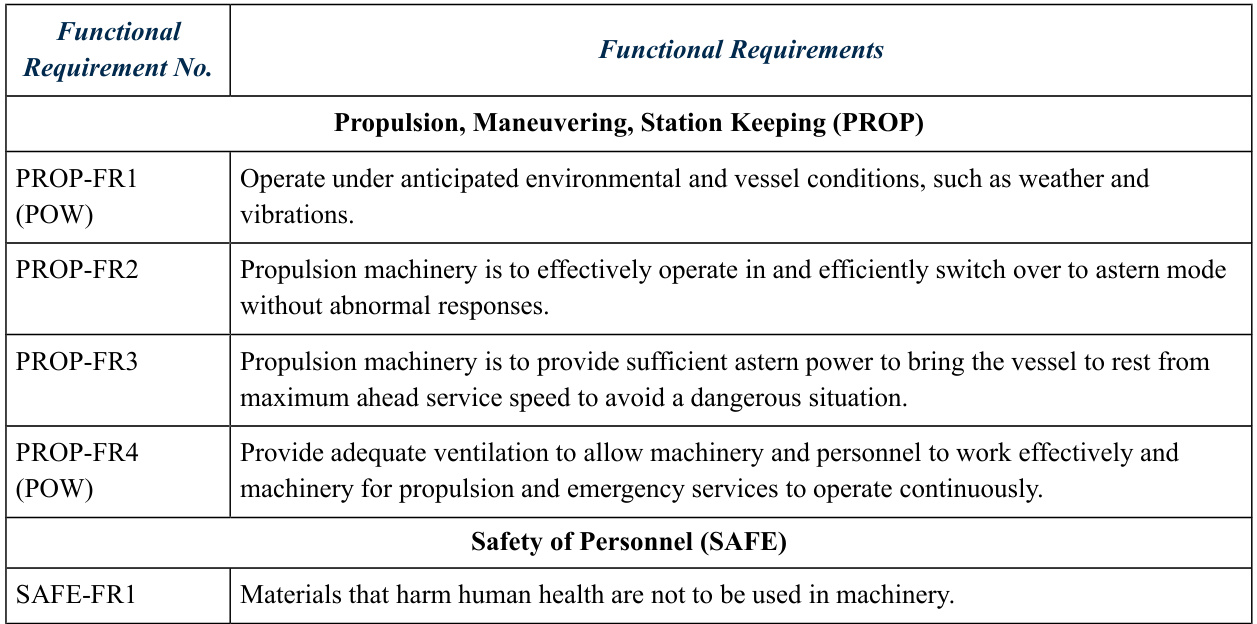 Functional
Requirement No.
Functional Requirements
Propulsion, Maneuvering, Station Keeping (PROP)
PROP-FR1
(POW)
Operate under anticipated environmental and vessel conditions, such as weather and
vibrations.
PROP-FR2
Propulsion machinery is to effectively operate in and efficiently switch over to astern mode
without abnormal responses.
PROP-FR3
Propulsion machinery is to provide sufficient astern power to bring the vessel to rest from
maximum ahead service speed to avoid a dangerous situation.
PROP-FR4
(POW)
Provide adequate ventilation to allow machinery and personnel to work effectively and
machinery for propulsion and emergency services to operate continuously.
Safety of Personnel (SAFE)
SAFE-FR1
Materials that harm human health are not to be used in machinery.